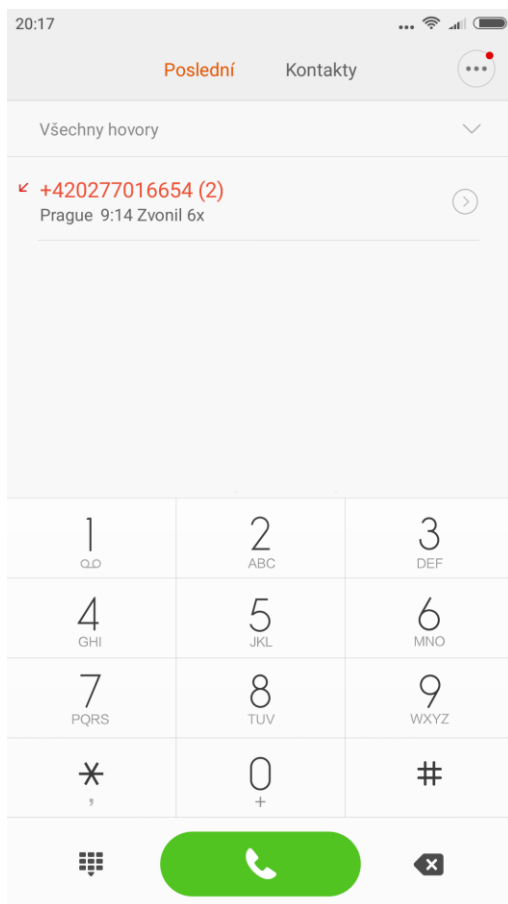 20:17
Poslední Kontakty
Všechny hovory
+420277016654 (2)
Prague 9:14 Zvonil 6x
1 2 3
ABC DEF
4 5 6
GHI JKL MNO
7 8 9
PQRS TUV WXYZ
* 0 #
, +